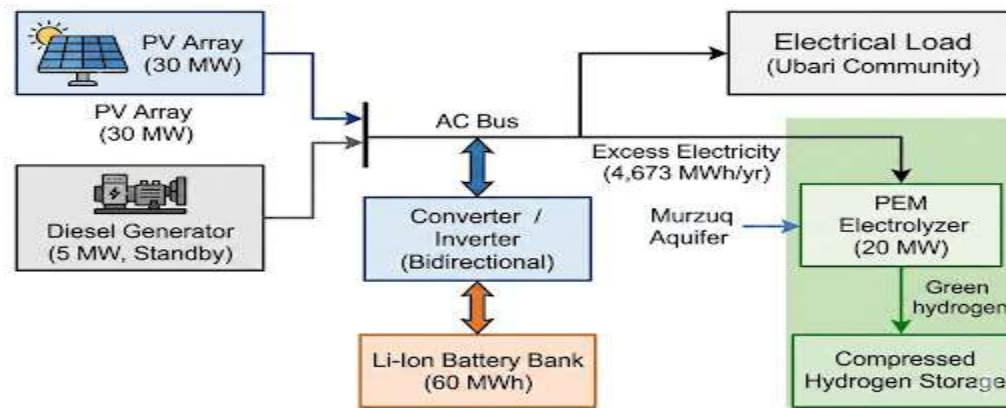 PV Array
(30 MW)
PV Array
(30 MW)
Diesel Generator
(5 MW, Standby)
AC Bus
Converter /
Inverter
(Bidirectional)
Li-Ion Battery Bank
(60 MWh)
Electrical Load
(Ubari Community)
Excess Electricity
(4,673 MWh/yr)
Murzuq
Aquifer
PEM
Electrolyzer
(20 MW)
Green
hydrogen
Compressed
Hydrogen Storage